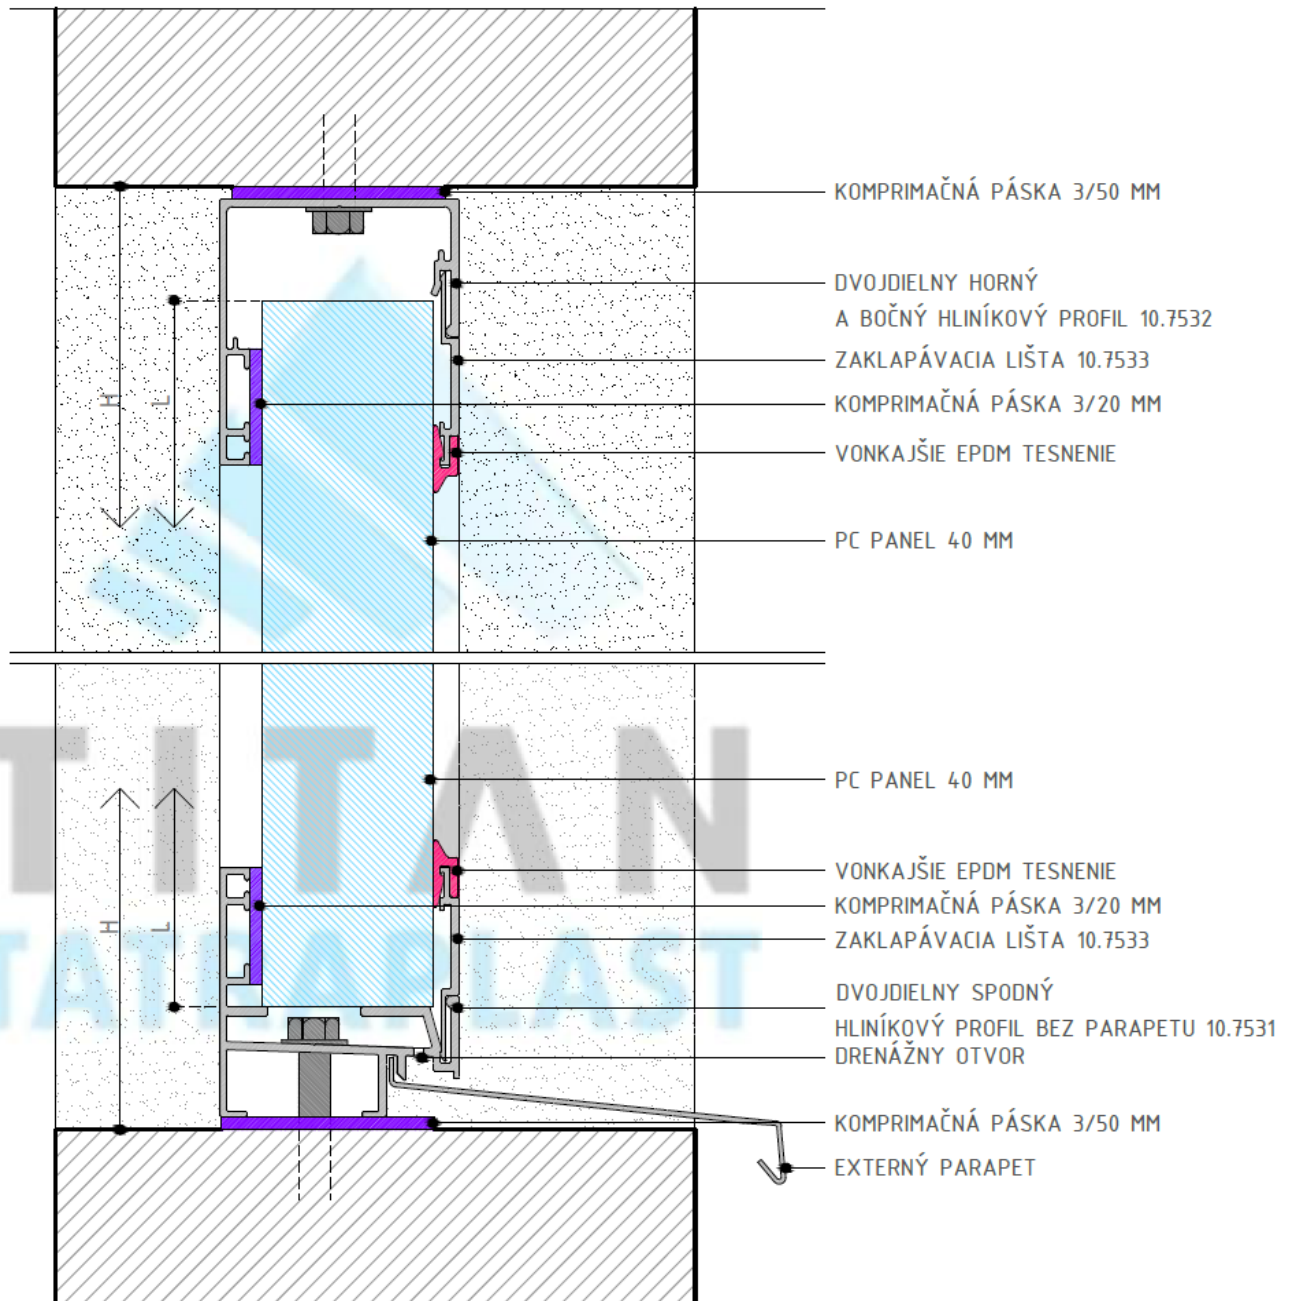 KOMPRIMAČNÁ PÁSKA 3/50 MM
DVOJDIELNY HORNÝ
A BOČNÝ HLINÍKOVÝ PROFIL 10.7532
ZAKLAPÁVACIA LIŠTA 10.7533
H
L
KOMPRIMAČNÁ PÁSKA 3/20 MM
VONKAJŠIE EPDM TESNENIE
PC PANEL 40 MM
TITAN
PC PANEL 40 MM
VONKAJŠIE EPDM TESNENIE
KOMPRIMAČNÁ PÁSKA 3/20 MM
H
L
ZAKLAPÁVACIA LIŠTA 10.7533
TATRAPLAST
DVOJDIELNY SPODNÝ
HLINÍKOVÝ PROFIL BEZ PARAPETU 10.7531
DRENÁŽNY OTVOR
KOMPRIMAČNÁ PÁSKA 3/50 MM
EXTERNÝ PARAPET